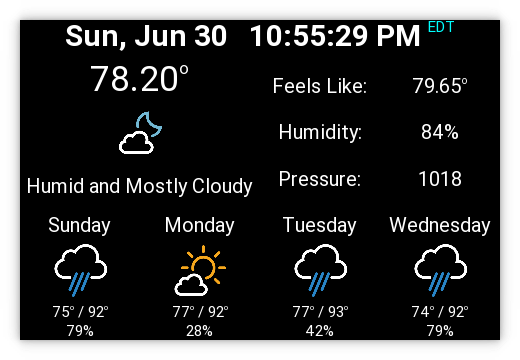 Sun, Jun 30 10:55:29 PM EDT
78.20°
Feels Like: 79.65°
Humidity: 84%
Humid and Mostly Cloudy
Pressure: 1018
Sunday Monday Tuesday Wednesday
75° / 92° 77° / 92° 77° / 93° 74° / 92°
79% 28% 42% 79%